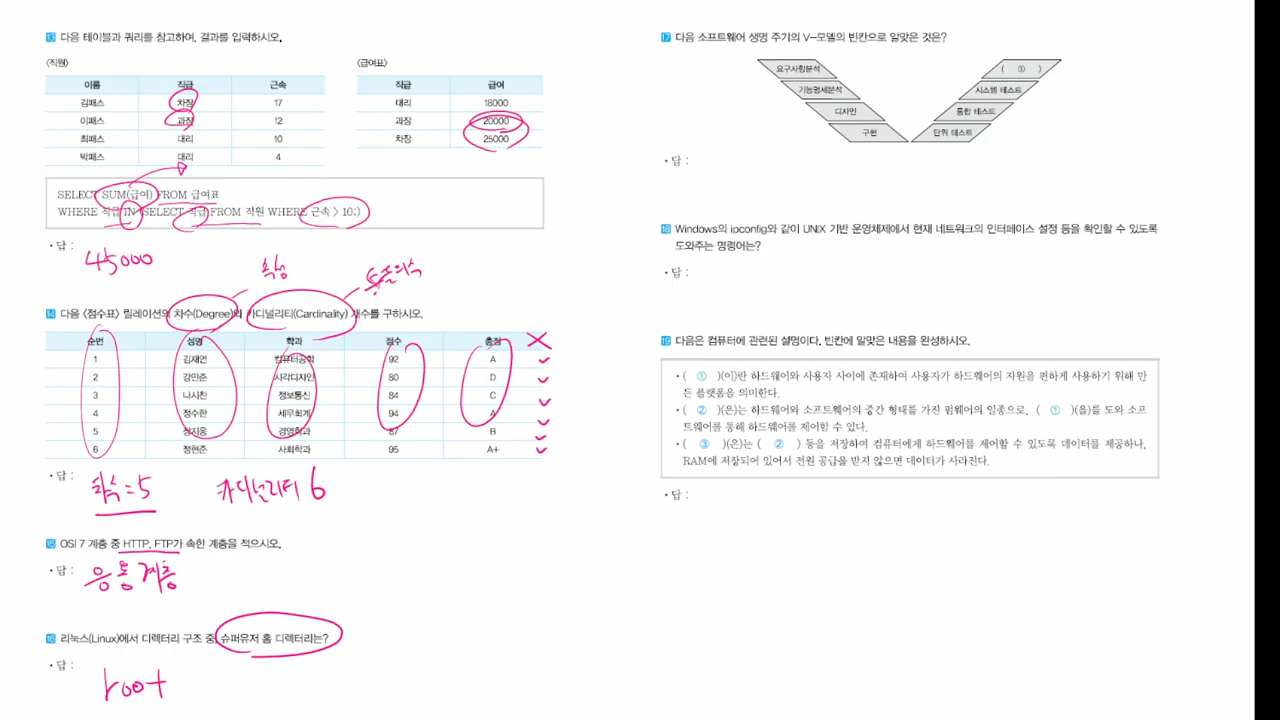 13 다음 테이블과 쿼리를 참고하여, 결과를 입력하시오.
〈직원〉
이름 직급 근속
김패스 차장 17
이패스 과장 12
최패스 대리 10
박패스 대리 4
〈급여표〉
직급 급여
대리 18000
과장 20000
차장 25000
SELECT SUM(급여) FROM 급여표
WHERE 직급 IN (SELECT 직급 FROM 직원 WHERE 근속 > 10;)
• 답 :
45000
속성
튜플의 수
14 다음 〈점수표〉 릴레이션의 차수(Degree)와 카디널리티(Cardinality) 개수를 구하시오.
순번 성명 학과 점수 총점
1 김재언 컴퓨터공학 92 A
2 강민준 시각디자인 80 D
3 나사찬 정보통신 84 C
4 정수한 세무회계 94 A
5 경영학과 87 B
6 정현준 사회학과 95 A+
• 답 :
차수=5 카디널리티 6
15 OSI 7 계층 중 HTTP, FTP가 속한 계층을 적으시오.
• 답 :
응용 계층
16 리눅스(Linux)에서 디렉터리 구조 중, 슈퍼유저 홈 디렉터리는?
• 답 :
root
17 다음 소프트웨어 생명 주기의 V-모델의 빈칸으로 알맞은 것은?
요구사항분석 ( ① )
기능명세분석 시스템 테스트
디자인 통합 테스트
구현 단위 테스트
• 답 :
18 Windows의 ipconfig와 같이 UNIX 기반 운영체제에서 현재 네트워크의 인터페이스 설정 등을 확인할 수 있도록
도와주는 명령어는?
• 답 :
19 다음은 컴퓨터에 관련된 설명이다. 빈칸에 알맞은 내용을 완성하시오.
• ( ① )(이)란 하드웨어와 사용자 사이에 존재하여 사용자가 하드웨어의 자원을 편하게 사용하기 위해 만
든 플랫폼을 의미한다.
• ( ② )(은)는 하드웨어와 소프트웨어의 중간 형태를 가진 펌웨어의 일종으로, ( ① )(을)를 도와 소프
트웨어를 통해 하드웨어를 제어할 수 있다.
• ( ③ )(은)는 ( ② ) 등을 저장하여 컴퓨터에게 하드웨어를 제어할 수 있도록 데이터를 제공하나,
RAM에 저장되어 있어서 전원 공급을 받지 않으면 데이터가 사라진다.
• 답 :